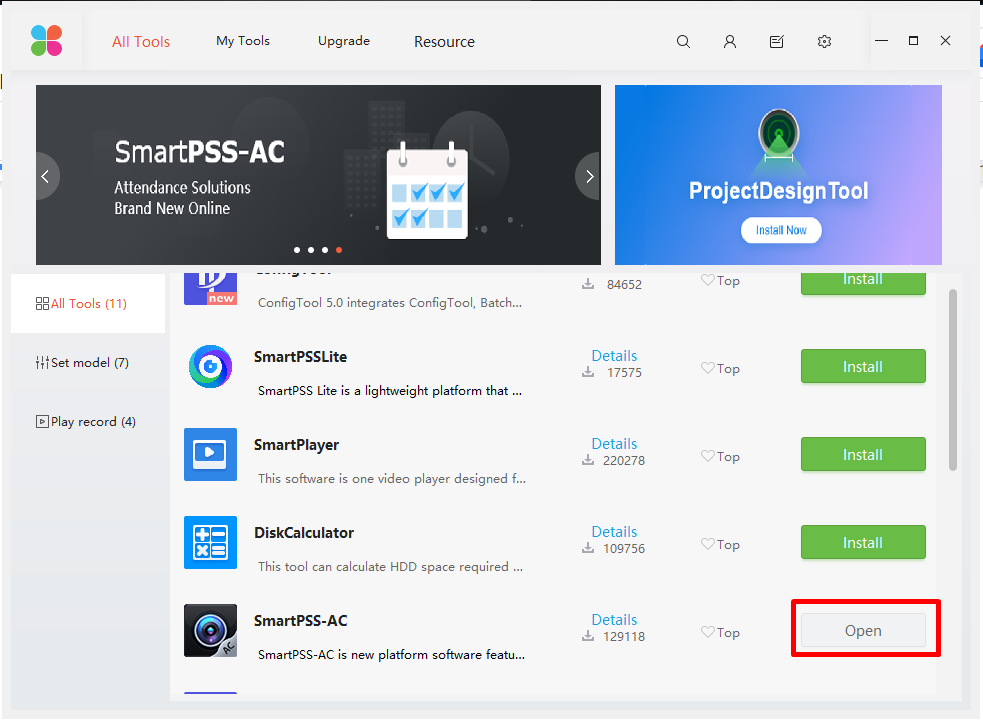 All Tools
My Tools
Upgrade
Resource
SmartPSS-AC
Attendance Solutions
Brand New Online
ProjectDesignTool
Install Now
All Tools (11)
Set model (7)
Play record (4)
new
ConfigTool
ConfigTool 5.0 integrates ConfigTool, Batch...
84652
Top
Install
SmartPSSLite
SmartPSS Lite is a lightweight platform that ...
Details
17575
Top
Install
SmartPlayer
This software is one video player designed f...
Details
220278
Top
Install
DiskCalculator
This tool can calculate HDD space required ...
Details
109756
Top
Install
AC
SmartPSS-AC
SmartPSS-AC is new platform software featu...
Details
129118
Top
Open